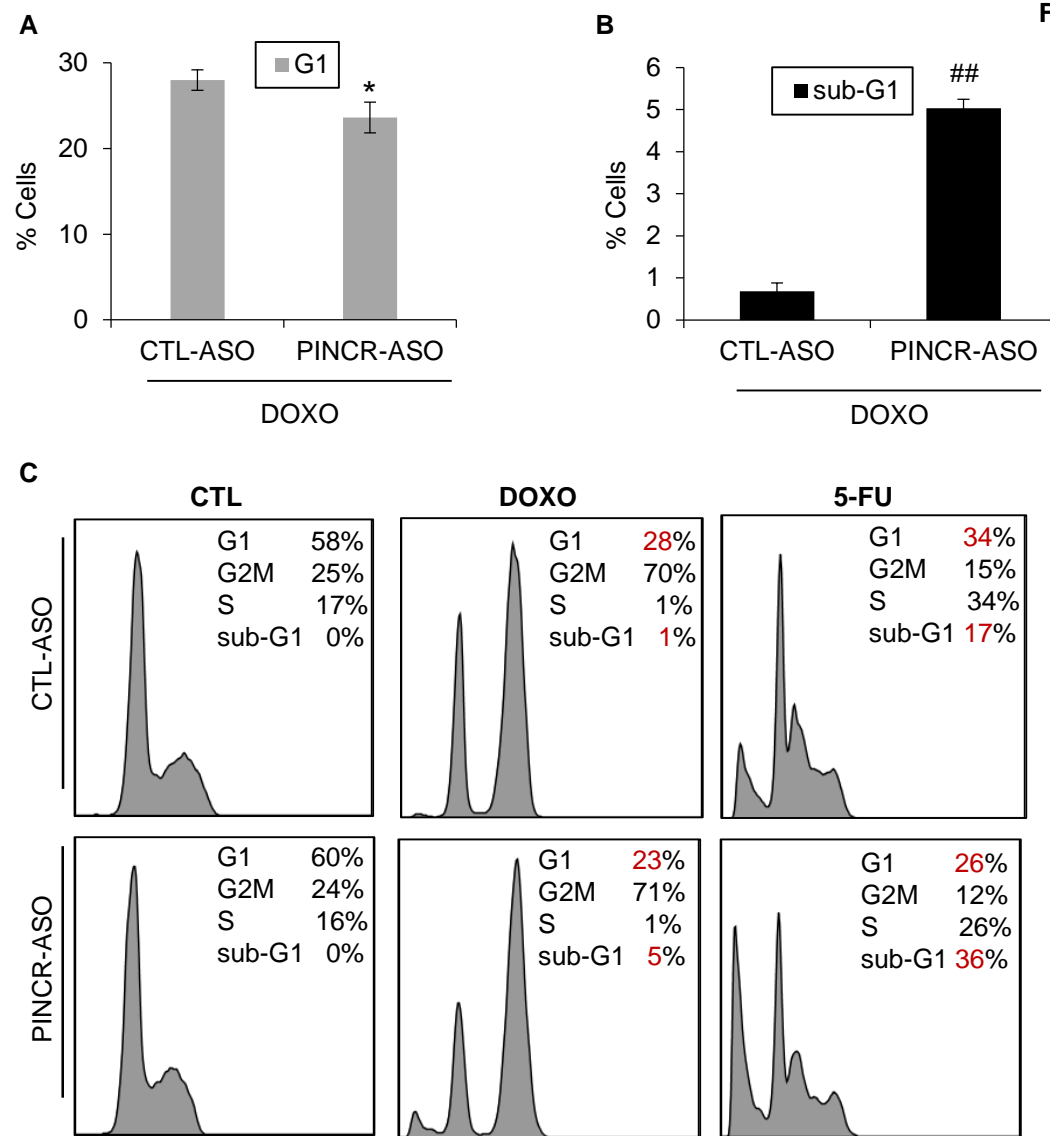 A
30
20
10
0
% Cells
G1
*
CTL-ASO PINCR-ASO
DOXO
B
6
5
4
3
2
1
0
% Cells
sub-G1
##
CTL-ASO PINCR-ASO
DOXO
F
C
CTL DOXO 5-FU
CTL-ASO
G1 58%
G2M 25%
S 17%
sub-G1 0%
G1 28%
G2M 70%
S 1%
sub-G1 1%
G1 34%
G2M 15%
S 34%
sub-G1 17%
PINCR-ASO
G1 60%
G2M 24%
S 16%
sub-G1 0%
G1 23%
G2M 71%
S 1%
sub-G1 5%
G1 26%
G2M 12%
S 26%
sub-G1 36%